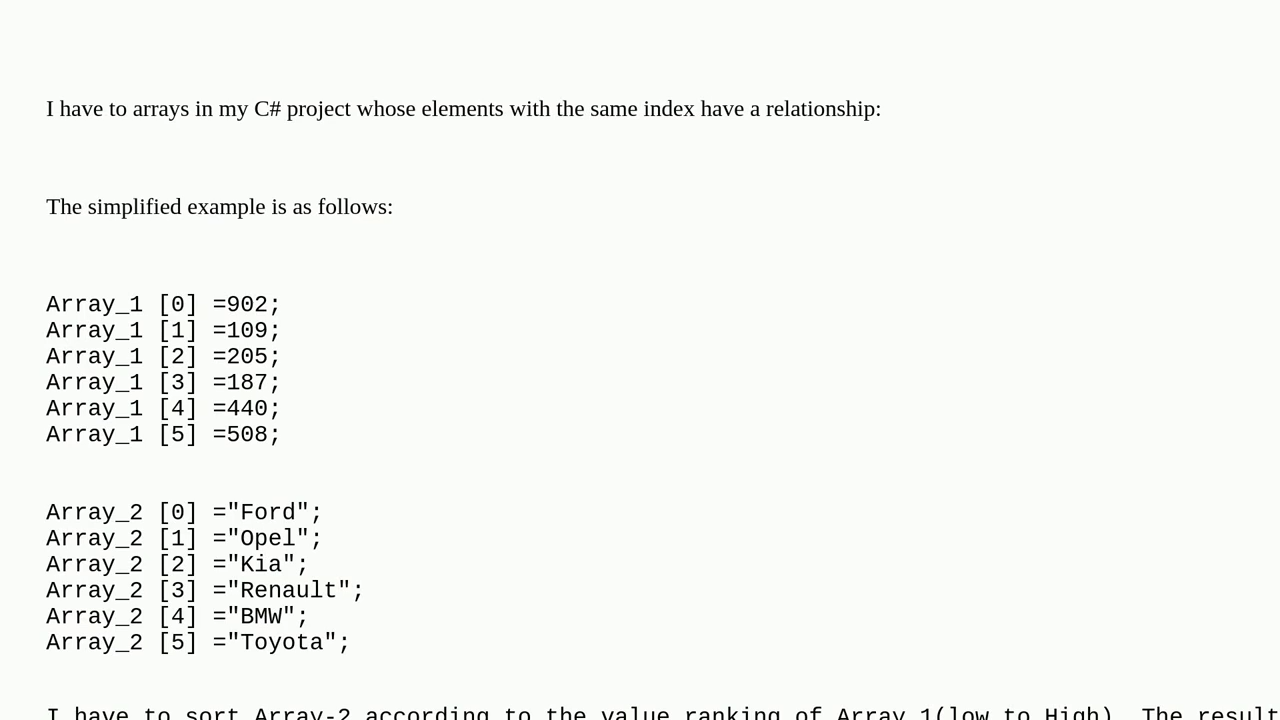 I have to arrays in my C# project whose elements with the same index have a relationship:
The simplified example is as follows:
Array_1 [0] =902;
Array_1 [1] =109;
Array_1 [2] =205;
Array_1 [3] =187;
Array_1 [4] =440;
Array_1 [5] =508;
Array_2 [0] ="Ford";
Array_2 [1] ="Opel";
Array_2 [2] ="Kia";
Array_2 [3] ="Renault";
Array_2 [4] ="BMW";
Array_2 [5] ="Toyota";
I have to sort Array-2 according to the value ranking of Array_1(low to High). The result